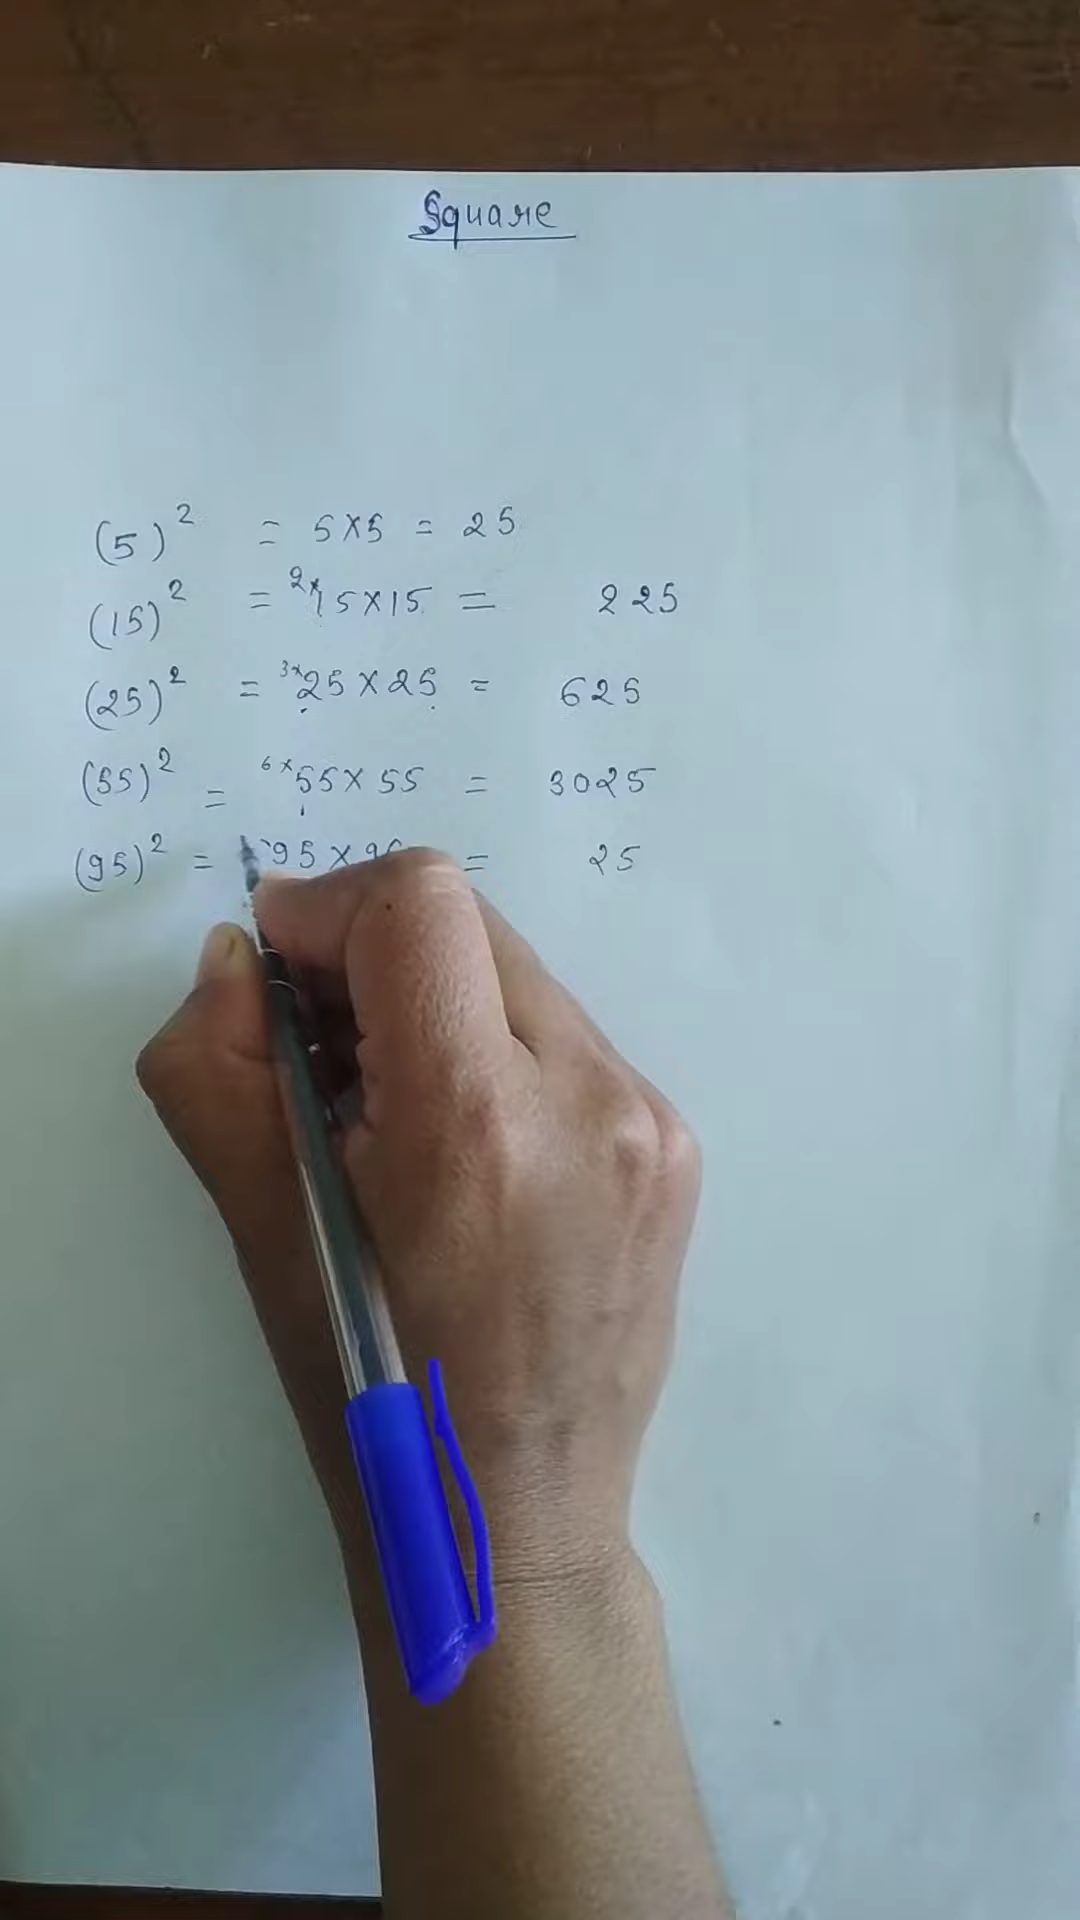 Square
(5)² = 5×5 = 25
(15)² = 2×15×15 = 225
(25)² = 3×25×25 = 625
(55)² = 6×55×55 = 3025
(95)² = 95× = 25